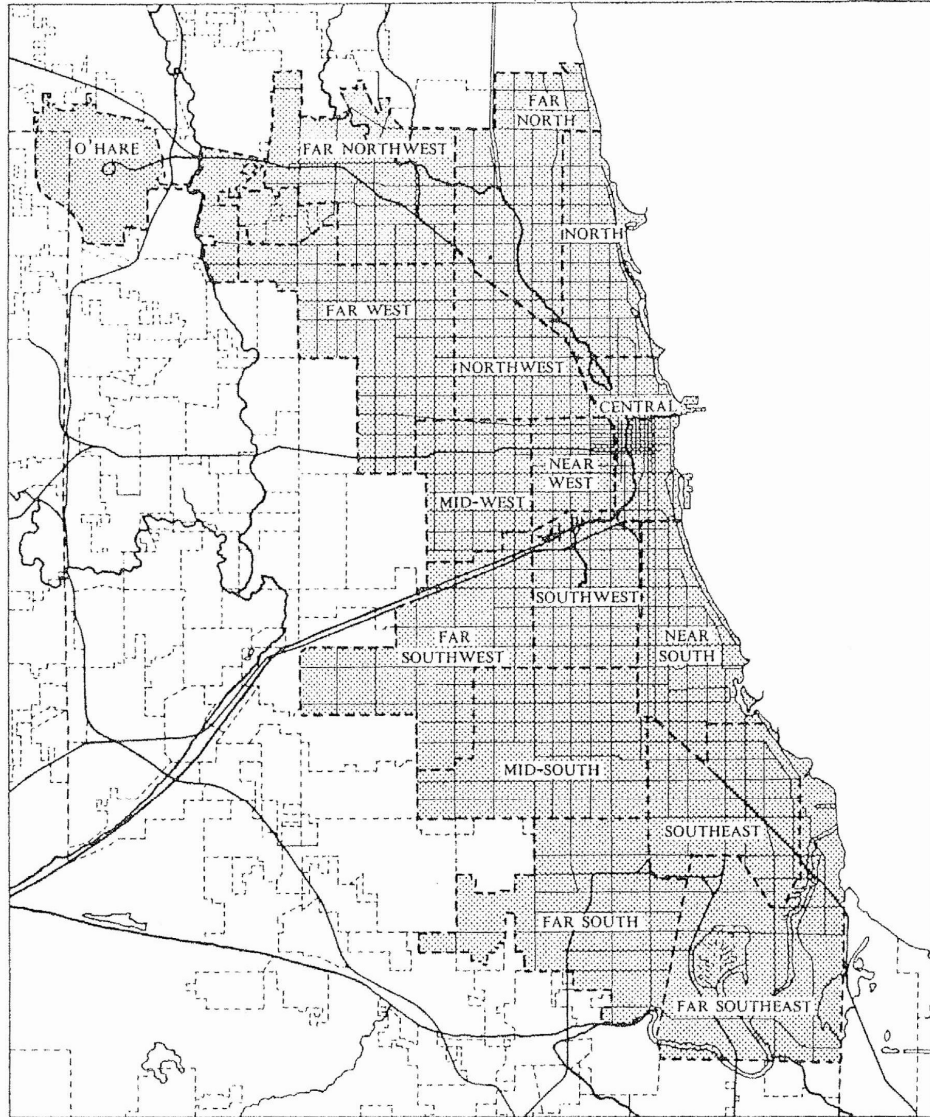 FAR
NORTH
O'HARE
FAR NORTHWEST
NORTH
FAR WEST
NORTHWEST
CENTRAL
NEAR
WEST
MID-WEST
SOUTHWEST
FAR
SOUTHWEST
NEAR
SOUTH
MID-SOUTH
SOUTHEAST
FAR SOUTH
FAR SOUTHEAST